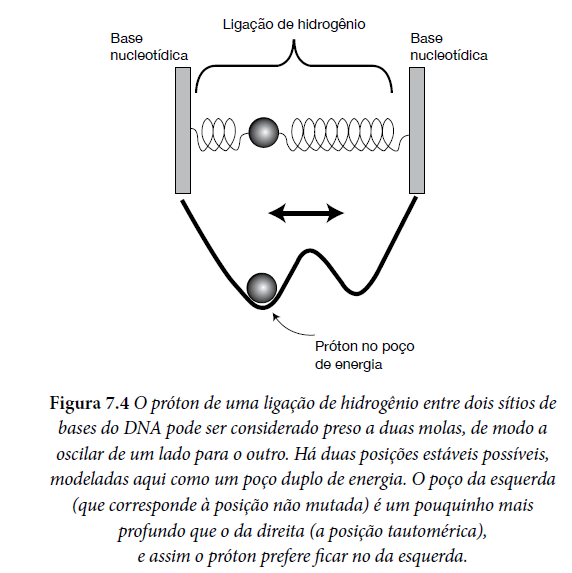 Ligação de hidrogênio
Base
nucleotídica
Base
nucleotídica
Próton no poço
de energia
Figura 7.4 O próton de uma ligação de hidrogênio entre dois sítios de
bases do DNA pode ser considerado preso a duas molas, de modo a
oscilar de um lado para o outro. Há duas posições estáveis possíveis,
modeladas aqui como um poço duplo de energia. O poço da esquerda
(que corresponde à posição não mutada) é um pouquinho mais
profundo que o da direita (a posição tautomérica),
e assim o próton prefere ficar no da esquerda.